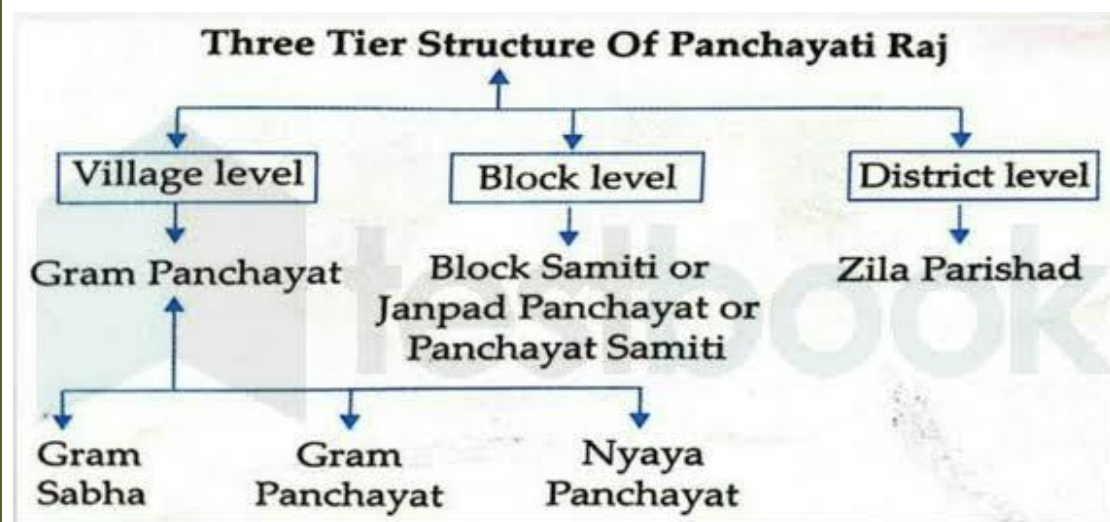 Three Tier Structure Of Panchayati Raj
Village level
Block level
District level
Gram Panchayat
Block Samiti or
Janpad Panchayat or
Panchayat Samiti
Zila Parishad
Gram
Sabha
Gram
Panchayat
Nyaya
Panchayat
testbook